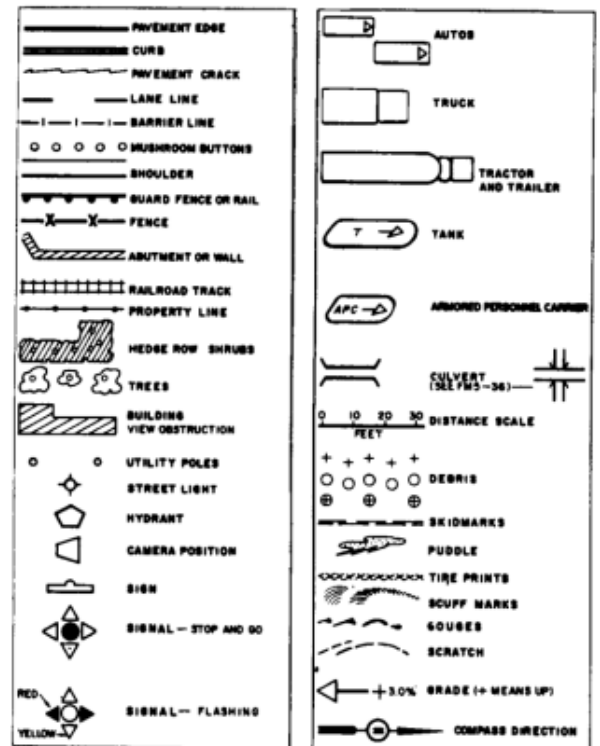 PAVEMENT EDGE
CURB
PAVEMENT CRACK
LANE LINE
BARRIER LINE
MUSHROOM BUTTONS
SHOULDER
GUARD FENCE OR RAIL
FENCE
ABUTMENT OR WALL
RAILROAD TRACK
PROPERTY LINE
HEDGE ROW SHRUBS
TREES
BUILDING
VIEW OBSTRUCTION
UTILITY POLES
STREET LIGHT
HYDRANT
CAMERA POSITION
SIGN
SIGNAL — STOP AND GO
RED
SIGNAL — FLASHING
YELLOW
AUTOS
TRUCK
TRACTOR
AND TRAILER
T TANK
APC ARMORED PERSONNEL CARRIER
CULVERT
(SEE FM 5-36)
0 10 20 30
FEET
DISTANCE SCALE
DEBRIS
SKIDMARKS
PUDDLE
TIRE PRINTS
SCUFF MARKS
GOUGES
SCRATCH
+3.0% GRADE (+ MEANS UP)
COMPASS DIRECTION